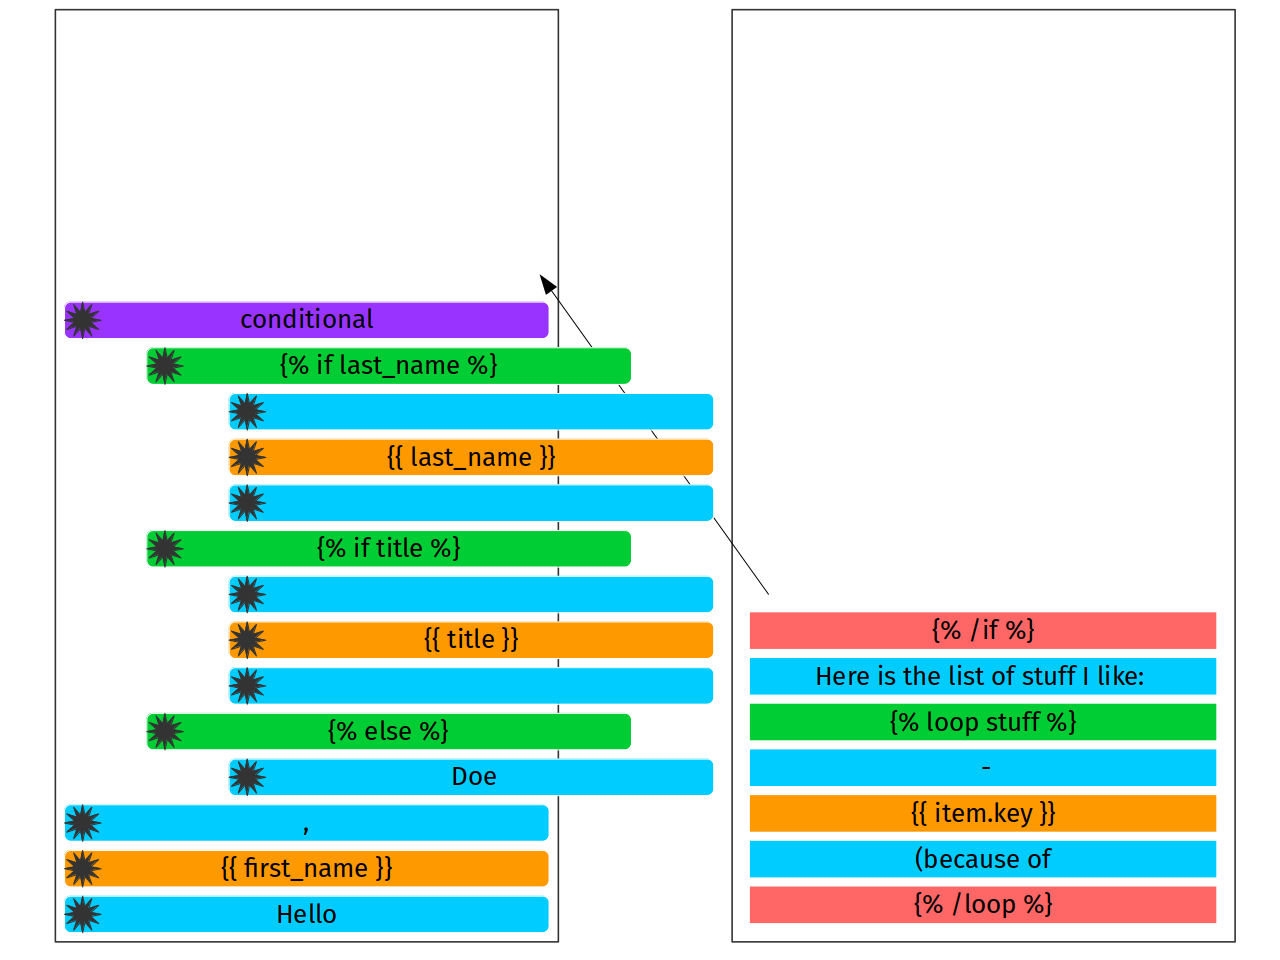 conditional
{% if last_name %}
{{ last_name }}
{% if title %}
{{ title }}
{% else %}
Doe
,
{{ first_name }}
Hello
{% /if %}
Here is the list of stuff I like:
{% loop stuff %}
-
{{ item.key }}
(because of
{% /loop %}